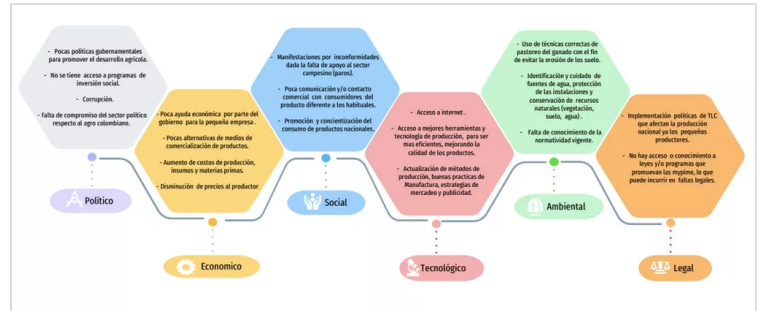 - Pocas políticas gubernamentales
para promover el desarrollo agrícola.
- No se tiene acceso a programas de
inversión social.
- Corrupción.
- Falta de compromiso del sector político
respecto al agro colombiano.
Político
- Poca ayuda económica por parte del
gobierno para la pequeña empresa .
- Pocas alternativas de medios de
comercialización de productos.
- Aumento de costos de producción,
insumos y materias primas.
- Disminución de precios al productor
Economico
- Manifestaciones por inconformidades
dada la falta de apoyo al sector
campesino (paros).
- Poca comunicación y/o contacto
comercial con consumidores del
producto diferente a los habituales.
- Promoción y concientización del
consumo de productos nacionales.
Social
- Acceso a internet .
- Acceso a mejores herramientas y
tecnología de producción, para ser
mas eficientes, mejorando la
calidad de los productos.
- Actualización de métodos de
producción, buenas practicas de
Manufactura, estrategias de
mercadeo y publicidad.
Tecnológico
- Uso de técnicas correctas de
pastoreo del ganado con el fin
de evitar la erosión de los suelo.
- Identificación y cuidado de
fuentes de agua, protección
de las instalaciones y
conservación de recursos
naturales (vegetación,
suelo, agua) .
- Falta de conocimiento de la
normatividad vigente.
Ambiental
- Implementación políticas de TLC
que afectan la producción
nacional ya los pequeños
productores.
- No hay acceso o conocimiento a
leyes y/o programas que
promuevan las mypime, lo que
puede incurrir en faltas legales.
Legal